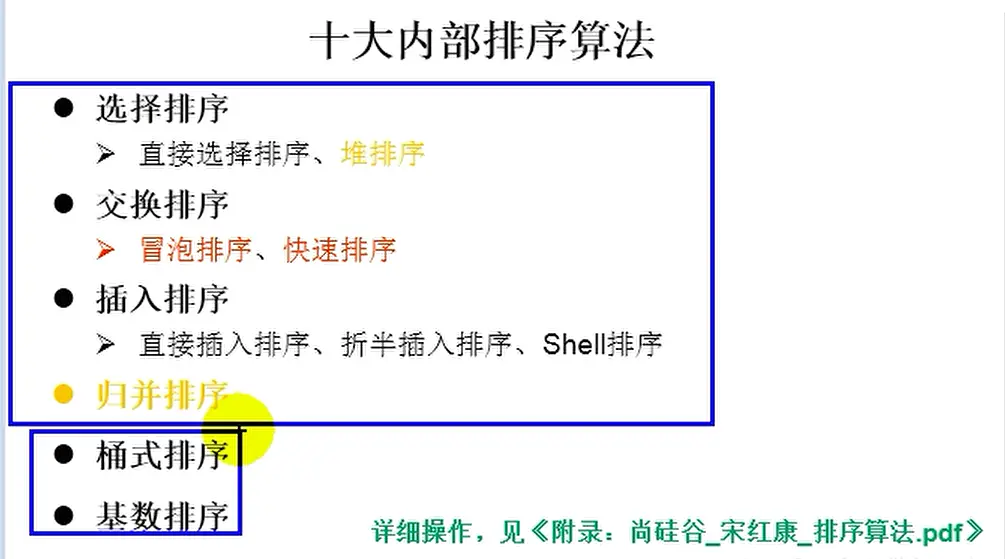 十大内部排序算法
选择排序
直接选择排序、堆排序
交换排序
冒泡排序、快速排序
插入排序
直接插入排序、折半插入排序、Shell排序
归并排序
桶式排序
基数排序
详细操作，见《附录：尚硅谷_宋红康_排序算法.pdf》